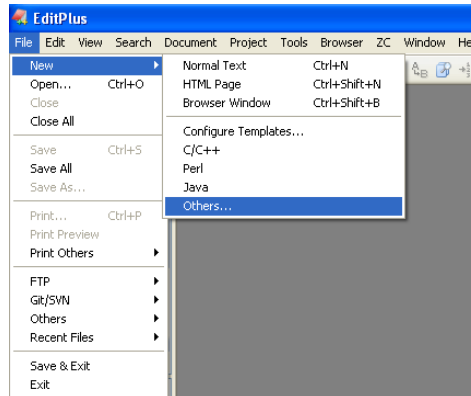 EditPlus
File Edit View Search Document Project Tools Browser ZC Window He
New
Open... Ctrl+O
Close
Close All
Save Ctrl+S
Save All
Save As...
Print... Ctrl+P
Print Preview
Print Others
FTP
Git/SVN
Others
Recent Files
Save & Exit
Exit
Normal Text Ctrl+N
HTML Page Ctrl+Shift+N
Browser Window Ctrl+Shift+B
Configure Templates...
C/C++
Perl
Java
Others...
A B